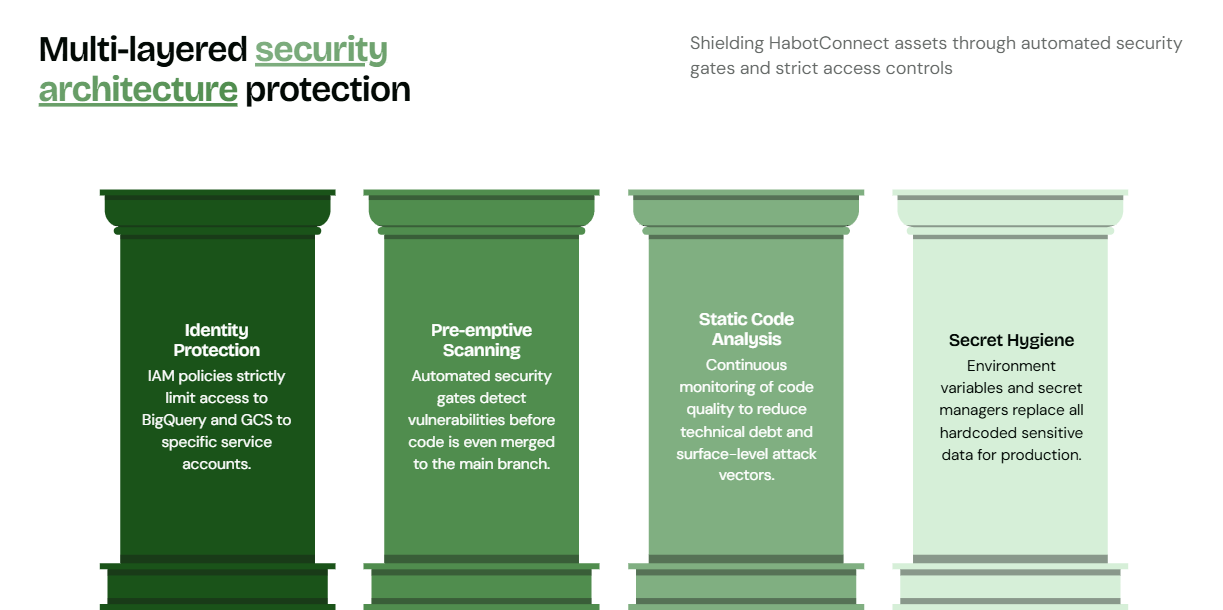 Multi-layered security
architecture protection
Shielding HabotConnect assets through automated security
gates and strict access controls
Identity
Protection
IAM policies strictly
limit access to
BigQuery and GCS to
specific service
accounts.
Pre-emptive
Scanning
Automated security
gates detect
vulnerabilities before
code is even merged
to the main branch.
Static Code
Analysis
Continuous
monitoring of code
quality to reduce
technical debt and
surface-level attack
vectors.
Secret Hygiene
Environment
variables and secret
managers replace all
hardcoded sensitive
data for production.